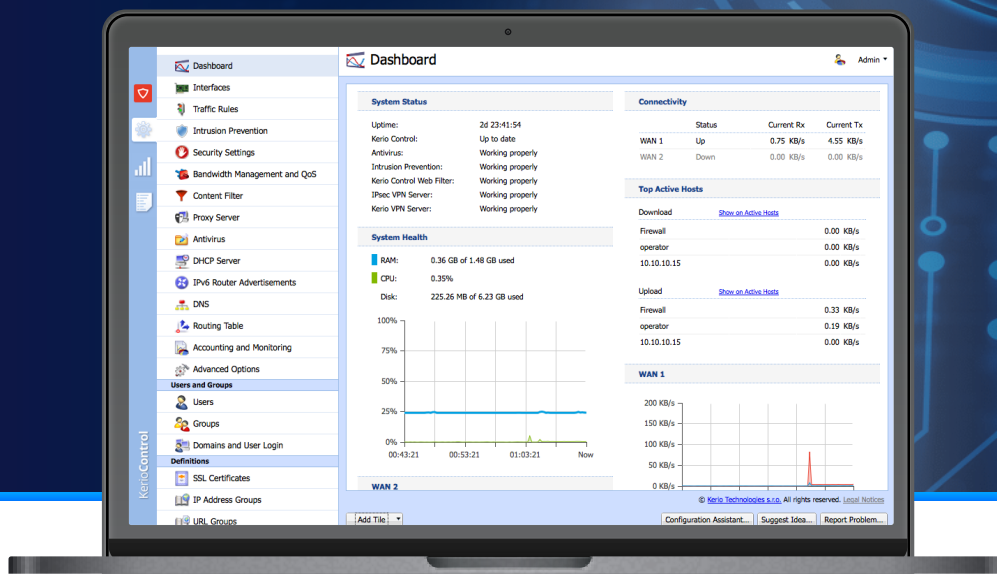 Dashboard
Interfaces
Traffic Rules
Intrusion Prevention
Security Settings
Bandwidth Management and QoS
Content Filter
Proxy Server
Antivirus
DHCP Server
IPv6 Router Advertisements
DNS
Routing Table
Accounting and Monitoring
Advanced Options
Users and Groups
Users
Groups
Domains and User Login
Definitions
SSL Certificates
IP Address Groups
URL Groups
KerioControl
Dashboard
Admin
System Status
Uptime: 2d 23:41:54
Kerio Control: Up to date
Antivirus: Working properly
Intrusion Prevention: Working properly
Kerio Control Web Filter: Working properly
IPsec VPN Server: Working properly
Kerio VPN Server: Working properly
System Health
RAM: 0.36 GB of 1.48 GB used
CPU: 0.35%
Disk: 225.26 MB of 6.23 GB used
100%
75%
50%
25%
0%
00:43:21 00:53:21 01:03:21 Now
WAN 2
Connectivity
Status Current Rx Current Tx
WAN 1 Up 0.75 KB/s 4.55 KB/s
WAN 2 Down 0.00 KB/s 0.00 KB/s
Top Active Hosts
Download Show on Active Hosts
Firewall 0.00 KB/s
operator 0.00 KB/s
10.10.10.15 0.00 KB/s
Upload Show on Active Hosts
Firewall 0.33 KB/s
operator 0.19 KB/s
10.10.10.15 0.00 KB/s
WAN 1
200 KB/s
150 KB/s
100 KB/s
50 KB/s
0 KB/s
© Kerio Technologies s.r.o. All rights reserved. Legal Notices
Add Tile
Configuration Assistant... Suggest Idea... Report Problem...